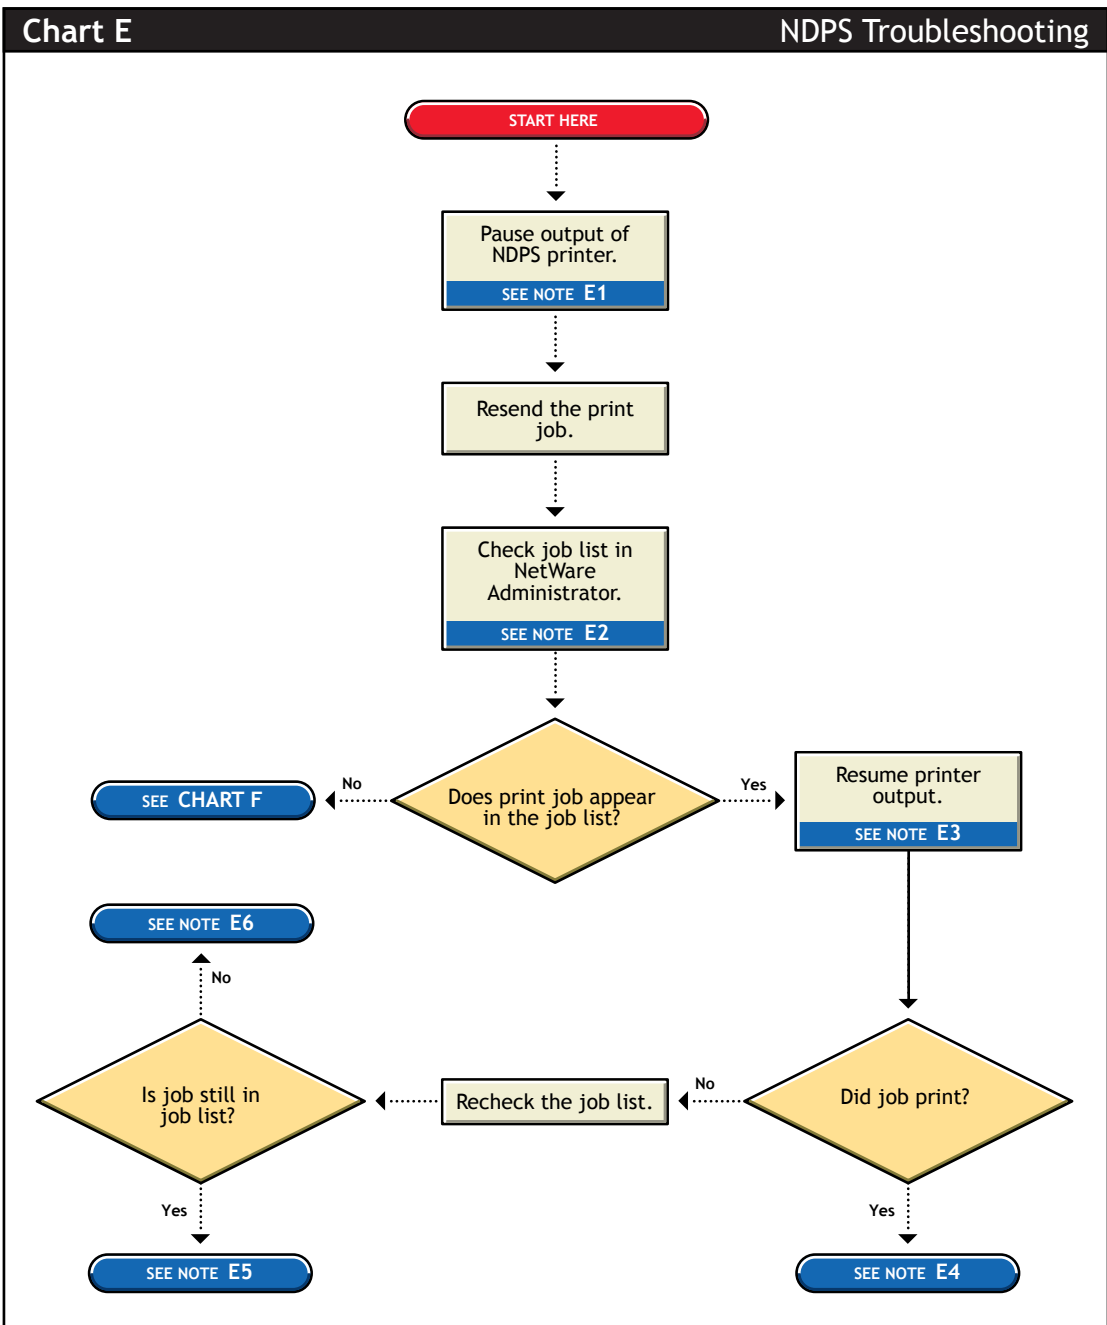 Chart E NDPS Troubleshooting
START HERE
Pause output of
NDPS printer.
SEE NOTE E1
Resend the print
job.
Check job list in
NetWare
Administrator.
SEE NOTE E2
Does print job appear
in the job list?
No
SEE CHART F
Yes
Resume printer
output.
SEE NOTE E3
Did job print?
Yes
SEE NOTE E4
No
Recheck the job list.
Is job still in
job list?
No
SEE NOTE E6
Yes
SEE NOTE E5